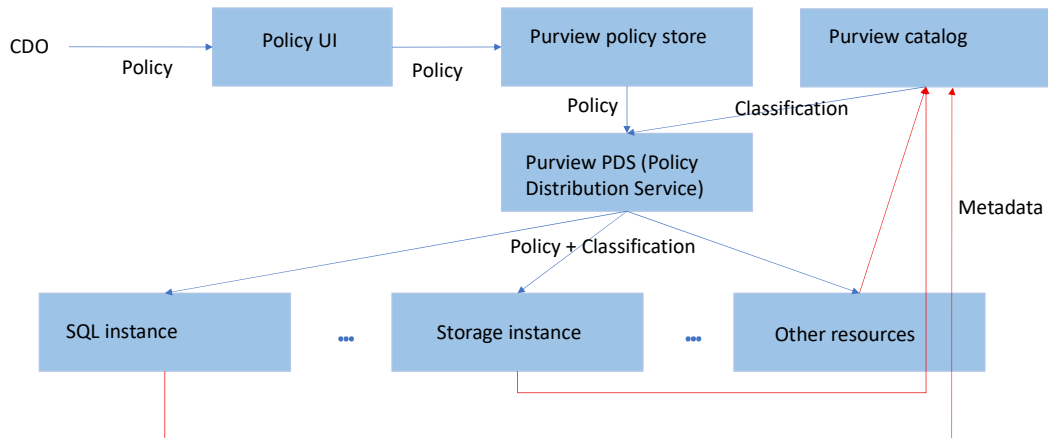 CDO
Policy
Policy UI
Policy
Purview policy store
Purview catalog
Policy
Classification
Purview PDS (Policy
Distribution Service)
Metadata
Policy + Classification
SQL instance
Storage instance
Other resources